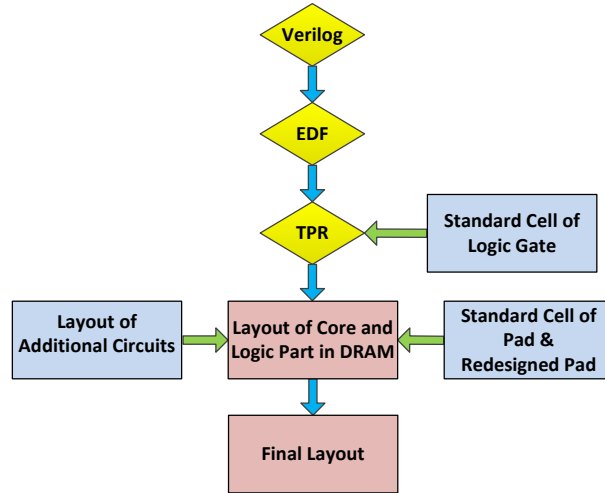 Verilog
EDF
TPR
Standard Cell of
Logic Gate
Layout of
Additional Circuits
Layout of Core and
Logic Part in DRAM
Standard Cell of
Pad &
Redesigned Pad
Final Layout